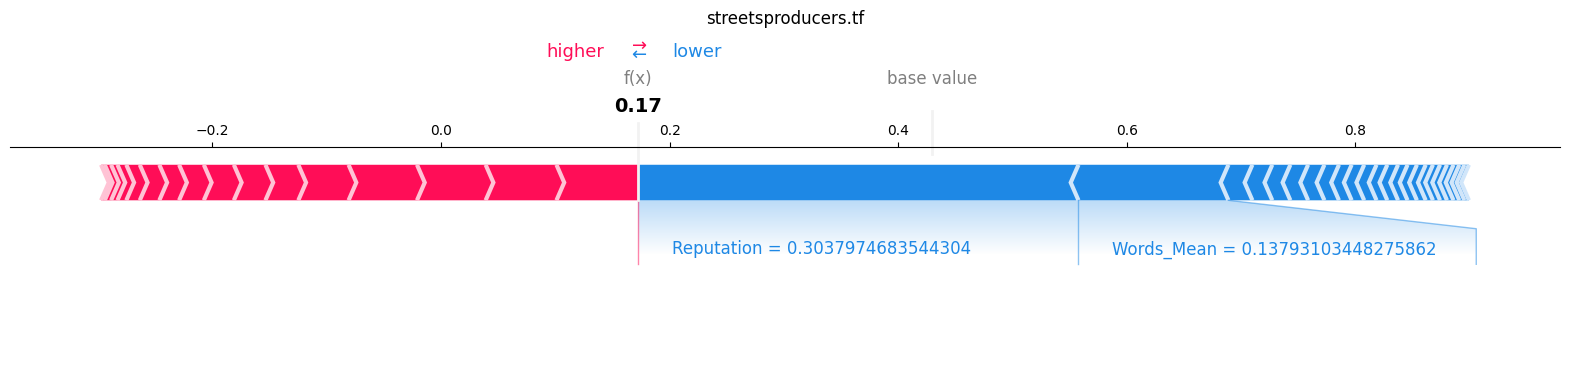 streetsproducers.tf
higher ⇄ lower
f(x) base value
0.17
−0.2 0.0 0.2 0.4 0.6 0.8
Reputation = 0.3037974683544304 Words_Mean = 0.13793103448275862